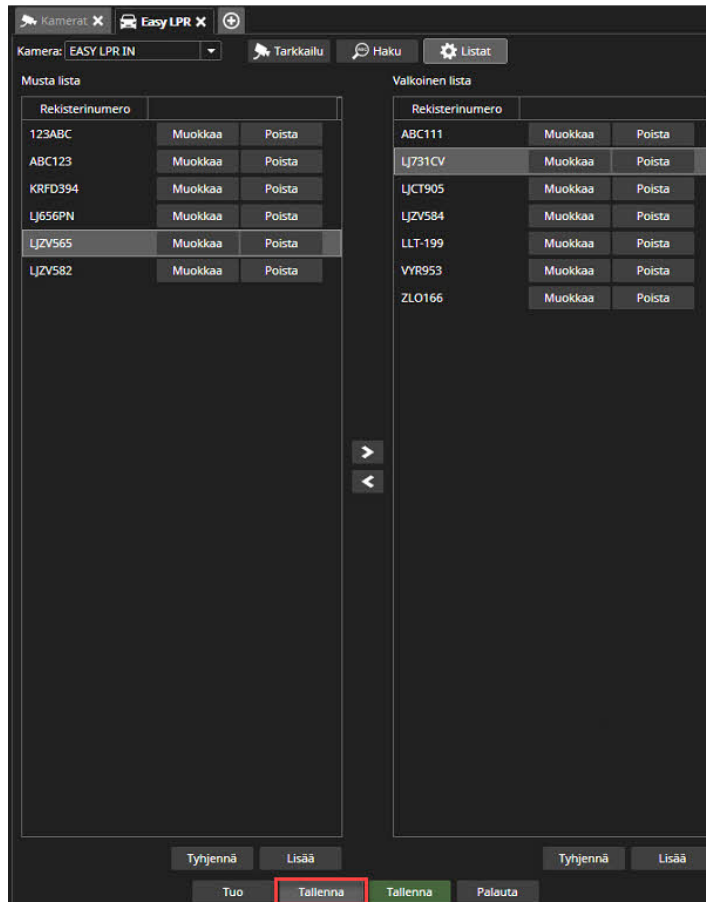 Kamerat Easy LPR
Kamera: EASY LPR IN Tarkkailu Haku Listat
Musta lista Valkoinen lista
Rekisterinumero Rekisterinumero
123ABC Muokkaa Poista ABC111 Muokkaa Poista
ABC123 Muokkaa Poista LJ731CV Muokkaa Poista
KRFD394 Muokkaa Poista LJCT905 Muokkaa Poista
LJ656PN Muokkaa Poista LJZV584 Muokkaa Poista
LJZV565 Muokkaa Poista LLT-199 Muokkaa Poista
LJZV582 Muokkaa Poista VYR953 Muokkaa Poista
ZLO166 Muokkaa Poista
Tyhjennä Lisää Tyhjennä Lisää
Tuo Tallenna Tallenna Palauta